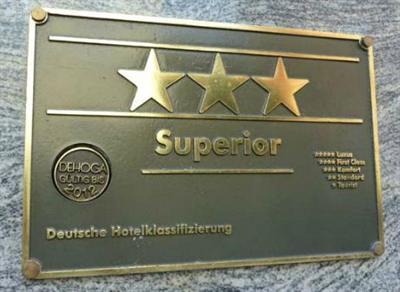 Superior
DEHOGA
GÜLTIG BIS
2012
***** Luxus
**** First Class
*** Komfort
** Standard
* Tourist
Deutsche Hotelklassifizierung